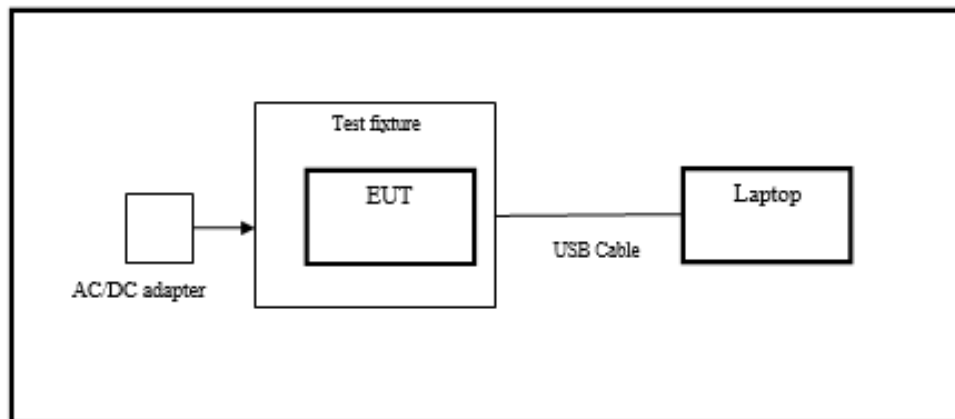 Test fixture
EUT
Laptop
USB Cable
AC/DC adapter